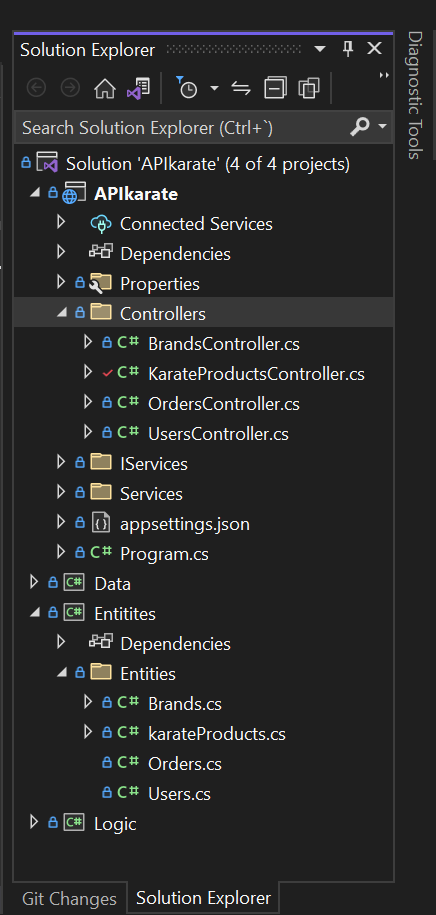 Solution Explorer
Search Solution Explorer (Ctrl+`)
Solution 'APIkarate' (4 of 4 projects)
APIkarate
Connected Services
Dependencies
Properties
Controllers
C# BrandsController.cs
C# KarateProductsController.cs
C# OrdersController.cs
C# UsersController.cs
IServices
Services
appsettings.json
C# Program.cs
C# Data
C# Entitites
Dependencies
Entities
C# Brands.cs
C# karateProducts.cs
C# Orders.cs
C# Users.cs
C# Logic
Git Changes Solution Explorer
Diagnostic Tools